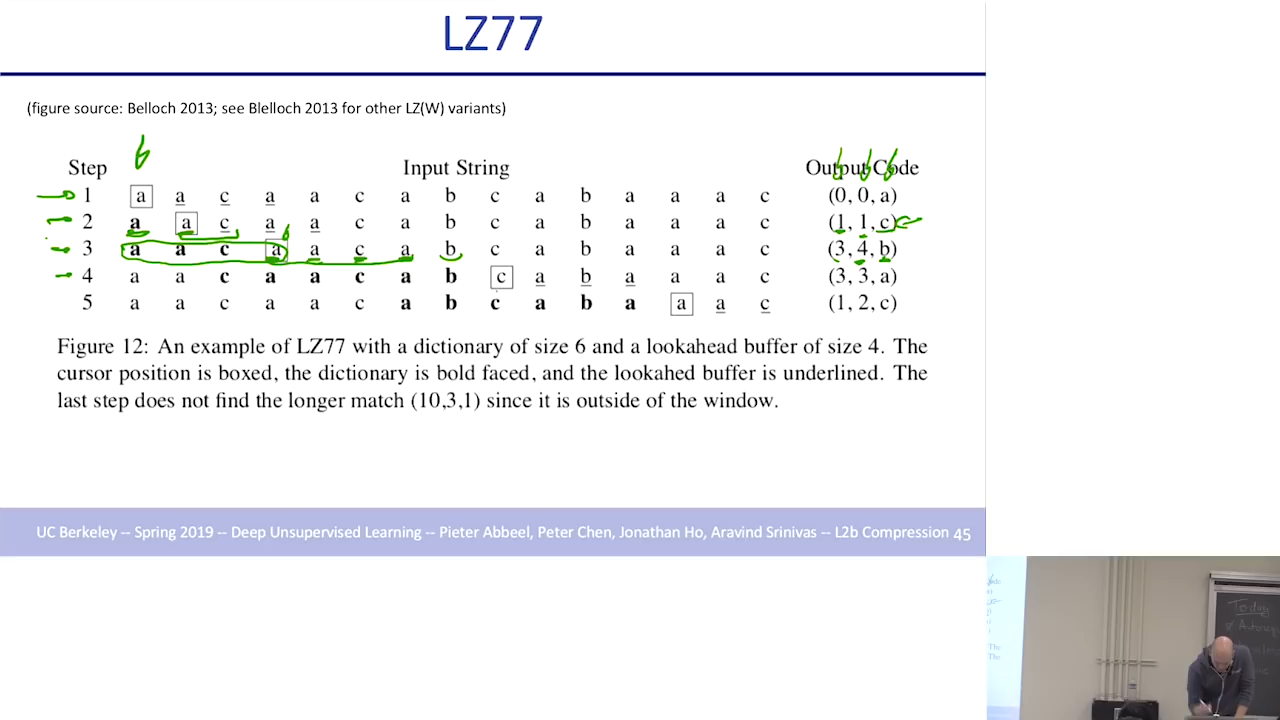 LZ77
(figure source: Belloch 2013; see Blelloch 2013 for other LZ(W) variants)
Step Input String Output Code
1 a a c a a c a b c a b a a a c (0, 0, a)
2 a a c a a c a b c a b a a a c (1, 1, c)
3 a a c a a c a b c a b a a a c (3, 4, b)
4 a a c a a c a b c a b a a a c (3, 3, a)
5 a a c a a c a b c a b a a a c (1, 2, c)
Figure 12: An example of LZ77 with a dictionary of size 6 and a lookahead buffer of size 4. The
cursor position is boxed, the dictionary is bold faced, and the lookahed buffer is underlined. The
last step does not find the longer match (10,3,1) since it is outside of the window.
UC Berkeley -- Spring 2019 -- Deep Unsupervised Learning -- Pieter Abbeel, Peter Chen, Jonathan Ho, Aravind Srinivas -- L2b Compression 45
Today